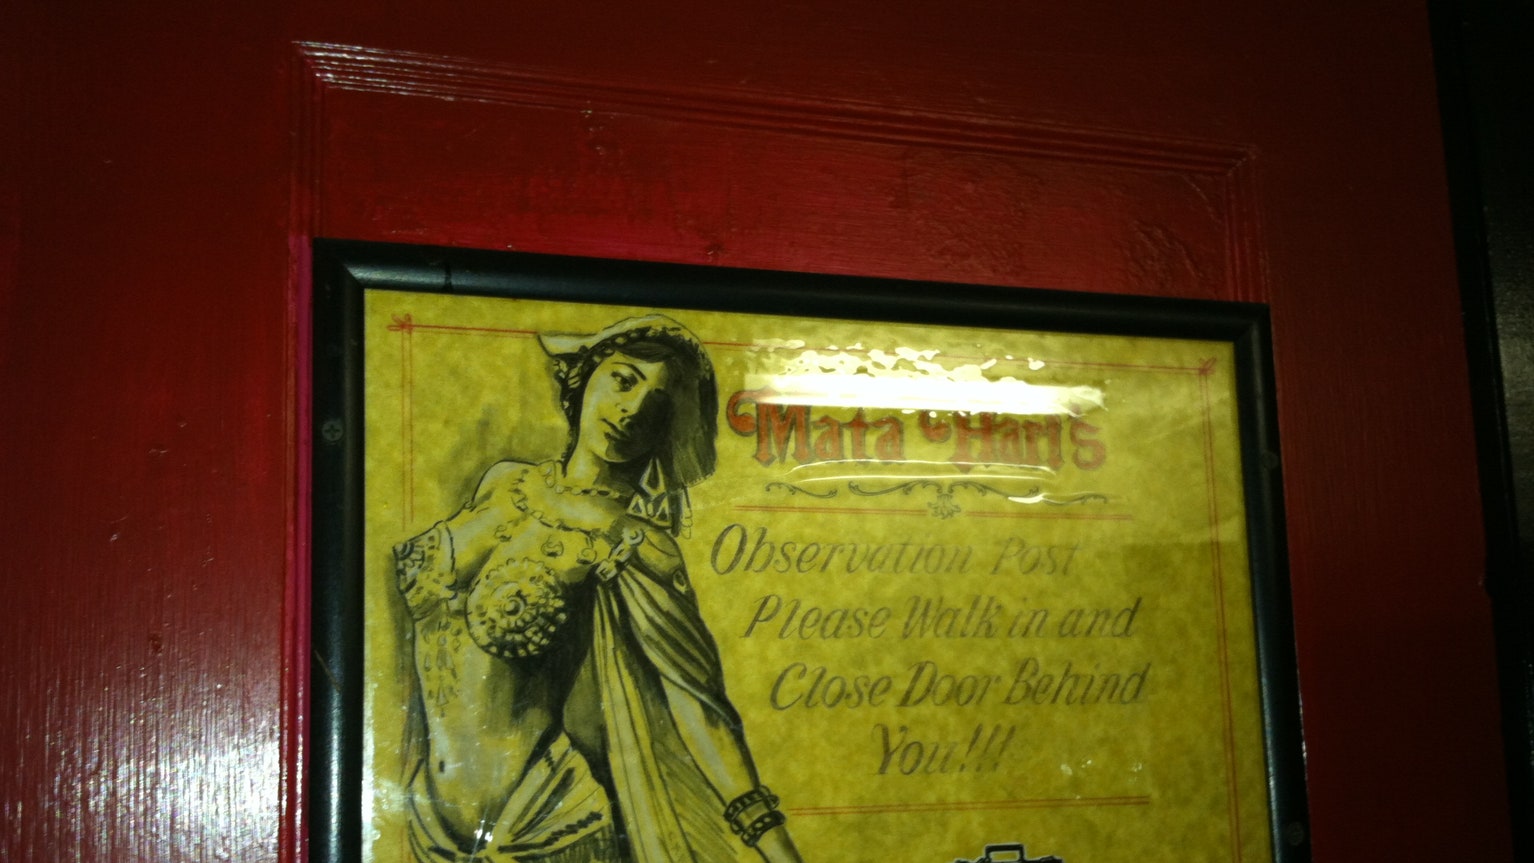 Mata Hari's
Observation Post
Please Walk in and
Close Door Behind
You!!!